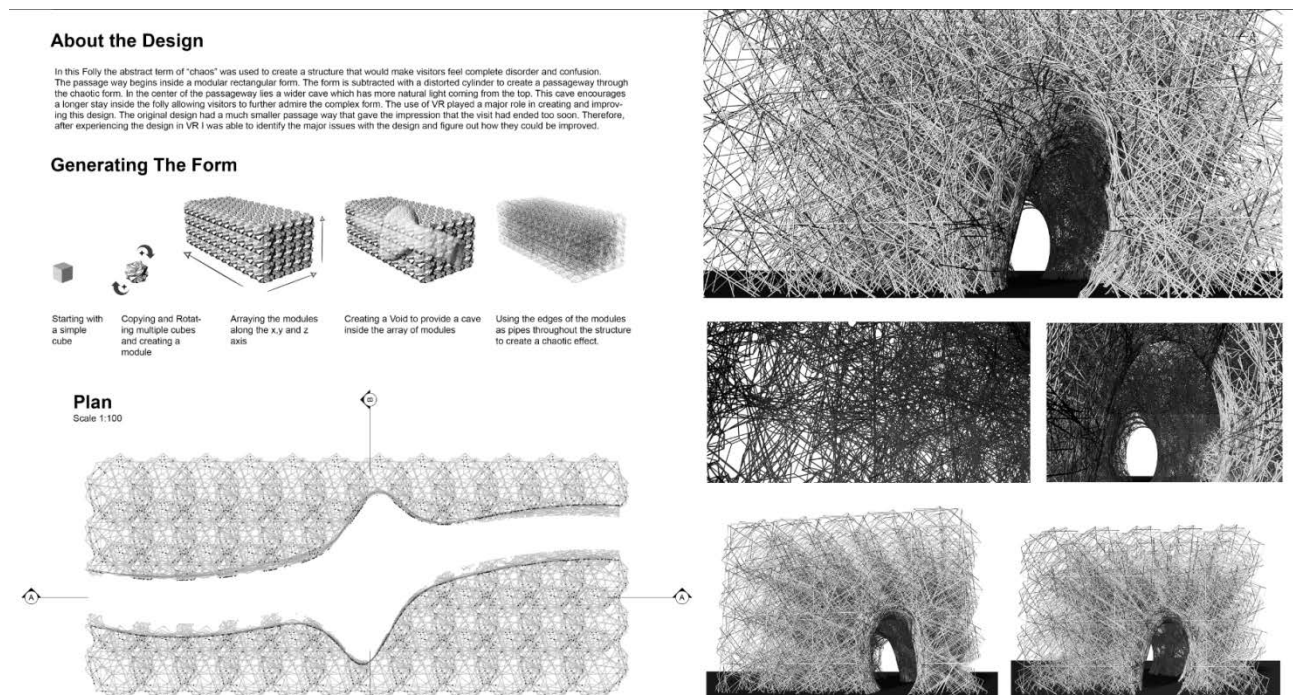 About the Design
In this Folly the abstract term of “chaos” was used to create a structure that would make visitors feel complete disorder and confusion.
The passage way begins inside a modular rectangular form. The form is subtracted with a distorted cylinder to create a passageway through
the chaotic form. In the center of the passageway lies a wider cave which has more natural light coming from the top. This cave encourages
a longer stay inside the folly allowing visitors to further admire the complex form. The use of VR played a major role in creating and improv-
ing this design. The original design had a much smaller passage way that gave the impression that the visit had ended too soon. Therefore,
after experiencing the design in VR I was able to identify the major issues with the design and figure out how they could be improved.
Generating The Form
Starting with
a simple
cube
Copying and Rotat-
ing multiple cubes
and creating a
module
Arraying the modules
along the x,y and z
axis
Creating a Void to provide a cave
inside the array of modules
Using the edges of the modules
as pipes throughout the structure
to create a chaotic effect.
Plan
Scale 1:100
B
A
A